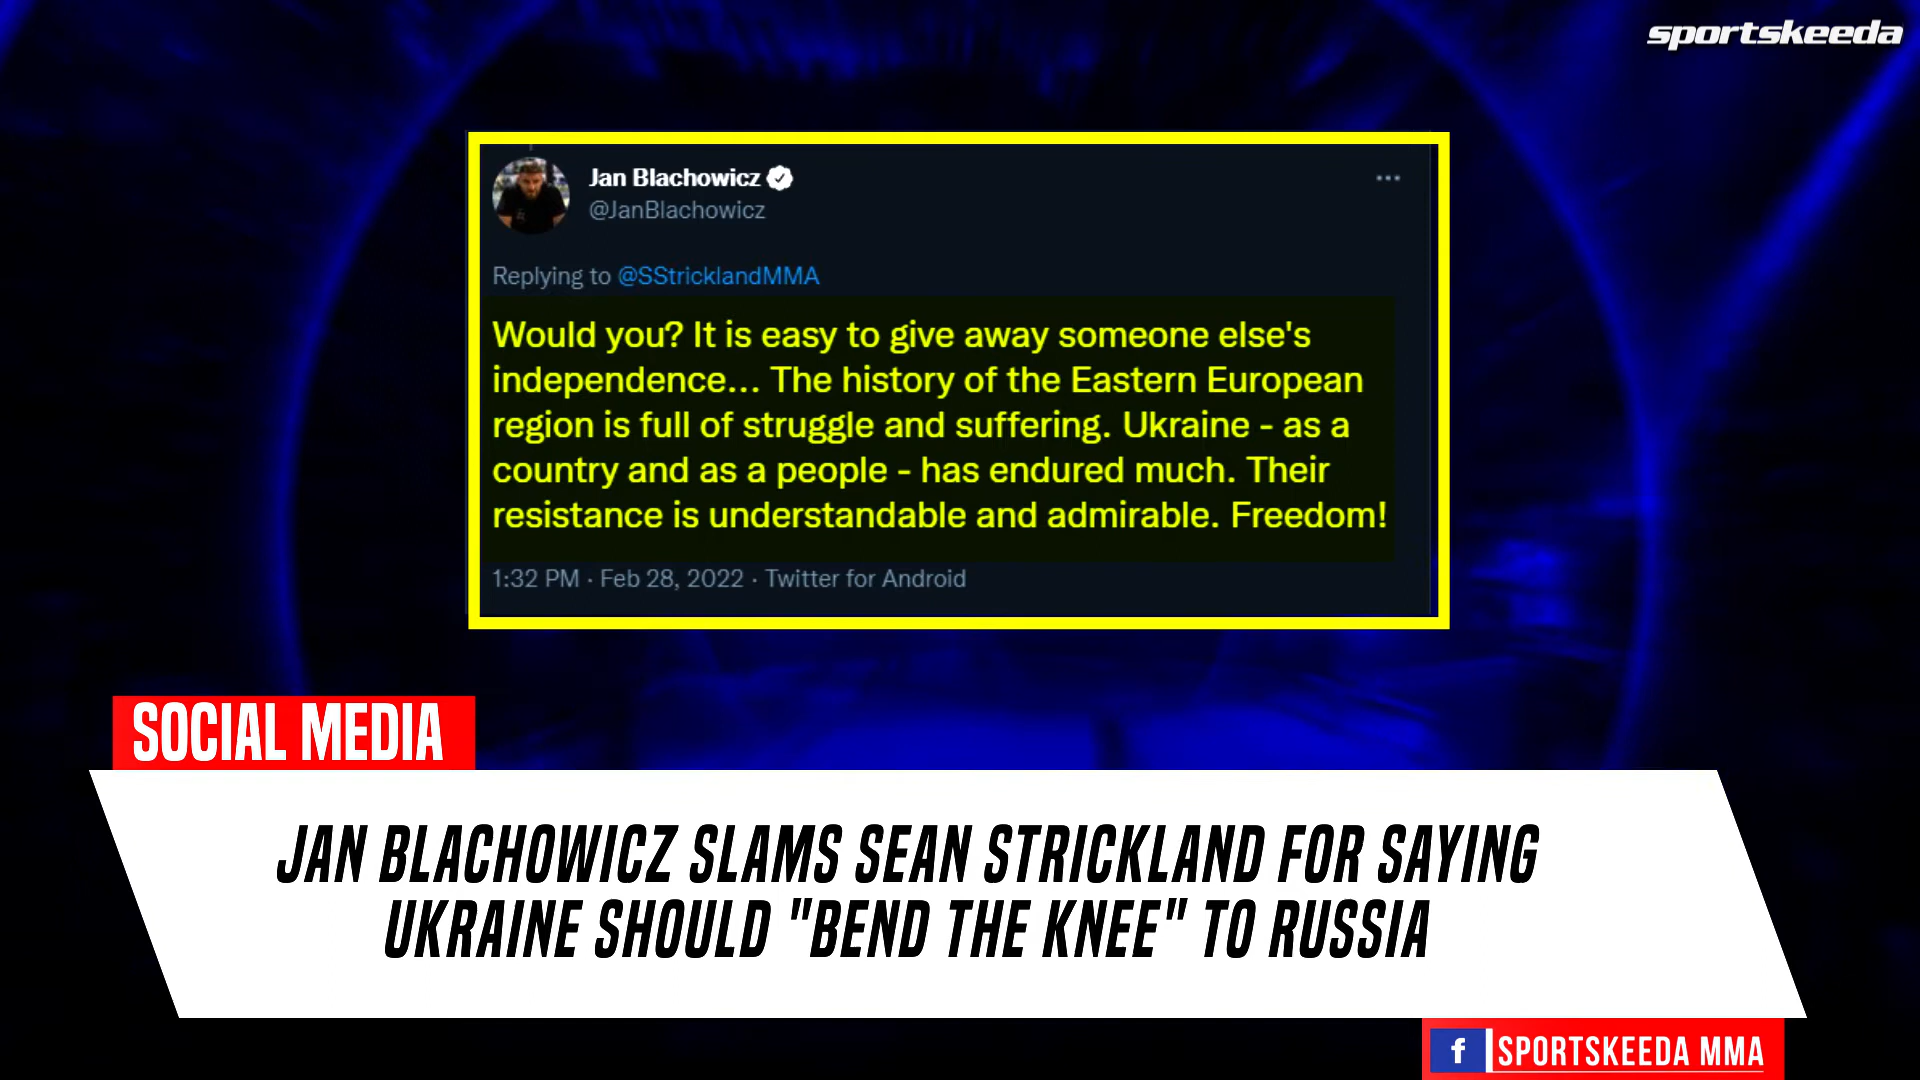 sportskeeda
Jan Blachowicz
@JanBlachowicz
Replying to @SStricklandMMA
Would you? It is easy to give away someone else's
independence... The history of the Eastern European
region is full of struggle and suffering. Ukraine - as a
country and as a people - has endured much. Their
resistance is understandable and admirable. Freedom!
1:32 PM · Feb 28, 2022 · Twitter for Android
SOCIAL MEDIA
JAN BLACHOWICZ SLAMS SEAN STRICKLAND FOR SAYING
UKRAINE SHOULD "BEND THE KNEE" TO RUSSIA
f SPORTSKEEDA MMA